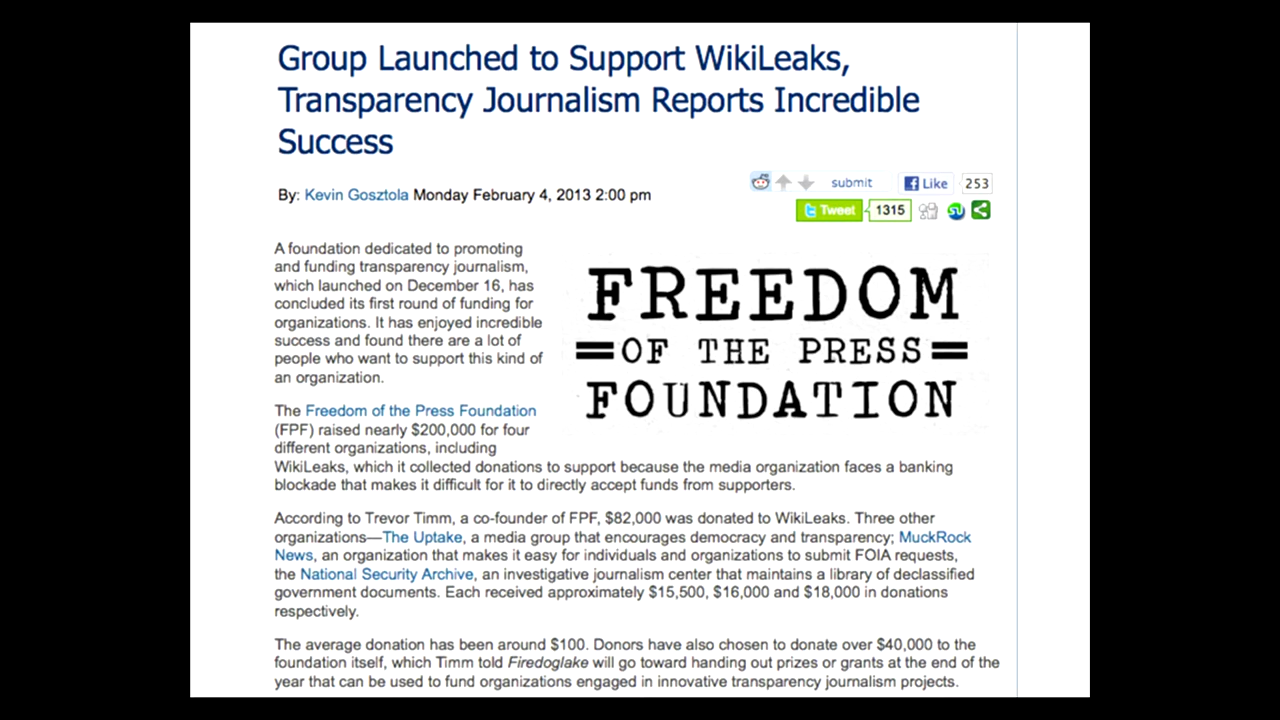 Group Launched to Support WikiLeaks,
Transparency Journalism Reports Incredible
Success
By: Kevin Gosztola Monday February 4, 2013 2:00 pm
submit
Like
253
Tweet
1315
A foundation dedicated to promoting
and funding transparency journalism,
which launched on December 16, has
concluded its first round of funding for
organizations. It has enjoyed incredible
success and found there are a lot of
people who want to support this kind of
an organization.
FREEDOM
=OF THE PRESS=
FOUNDATION
The Freedom of the Press Foundation
(FPF) raised nearly $200,000 for four
different organizations, including
WikiLeaks, which it collected donations to support because the media organization faces a banking
blockade that makes it difficult for it to directly accept funds from supporters.
According to Trevor Timm, a co-founder of FPF, $82,000 was donated to WikiLeaks. Three other
organizations—The Uptake, a media group that encourages democracy and transparency; MuckRock
News, an organization that makes it easy for individuals and organizations to submit FOIA requests,
the National Security Archive, an investigative journalism center that maintains a library of declassified
government documents. Each received approximately $15,500, $16,000 and $18,000 in donations
respectively.
The average donation has been around $100. Donors have also chosen to donate over $40,000 to the
foundation itself, which Timm told Firedoglake will go toward handing out prizes or grants at the end of the
year that can be used to fund organizations engaged in innovative transparency journalism projects.